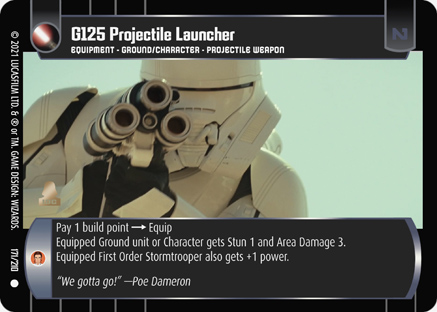 G125 Projectile Launcher
EQUIPMENT - GROUND/CHARACTER - PROJECTILE WEAPON
N
© 2021 LUCASFILM LTD. & ® or TM. GAME DESIGN: WIZARDS.
171/210
Pay 1 build point → Equip
Equipped Ground unit or Character gets Stun 1 and Area Damage 3.
Equipped First Order Stormtrooper also gets +1 power.
"We gotta go!" —Poe Dameron